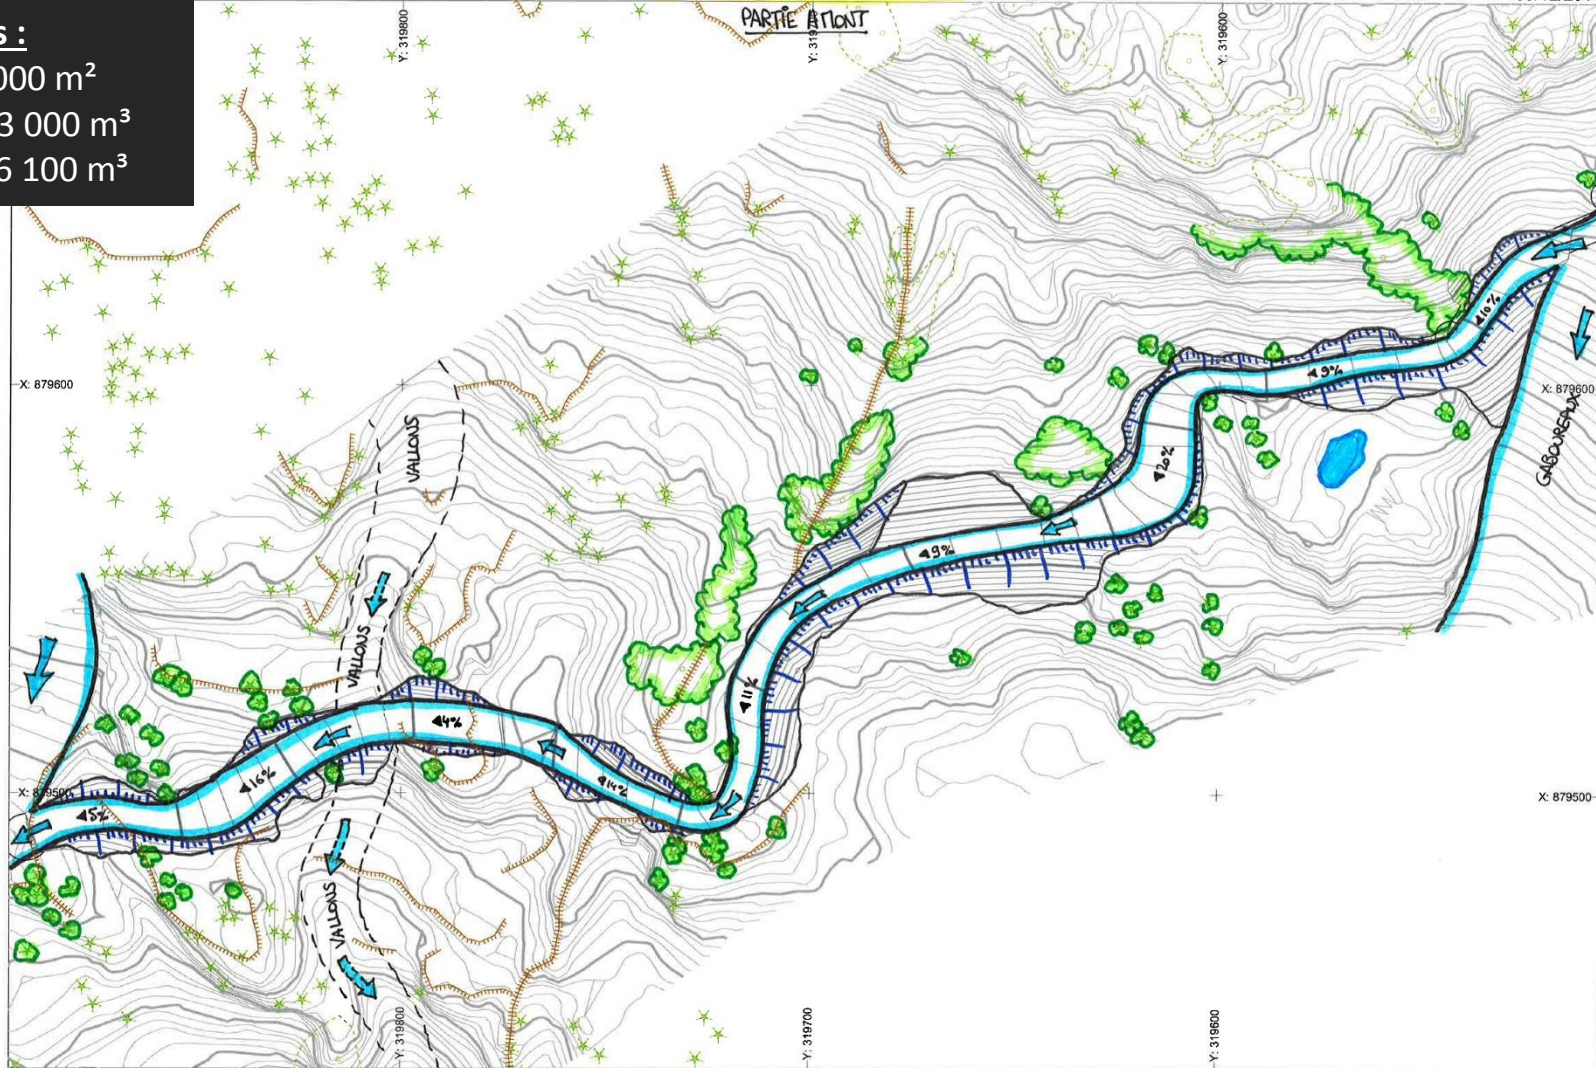 s :
000 m²
3 000 m³
6 100 m³
PARTIE AMONT
Y: 319800
Y: 319600
X: 879600
X: 879600
VALLONS
GABOUREAUX
10%
9%
20%
9%
VALLONS
11%
4%
14%
16%
5%
X: 879500
X: 879500
VALLONS
Y: 319800
Y: 319700
Y: 319600